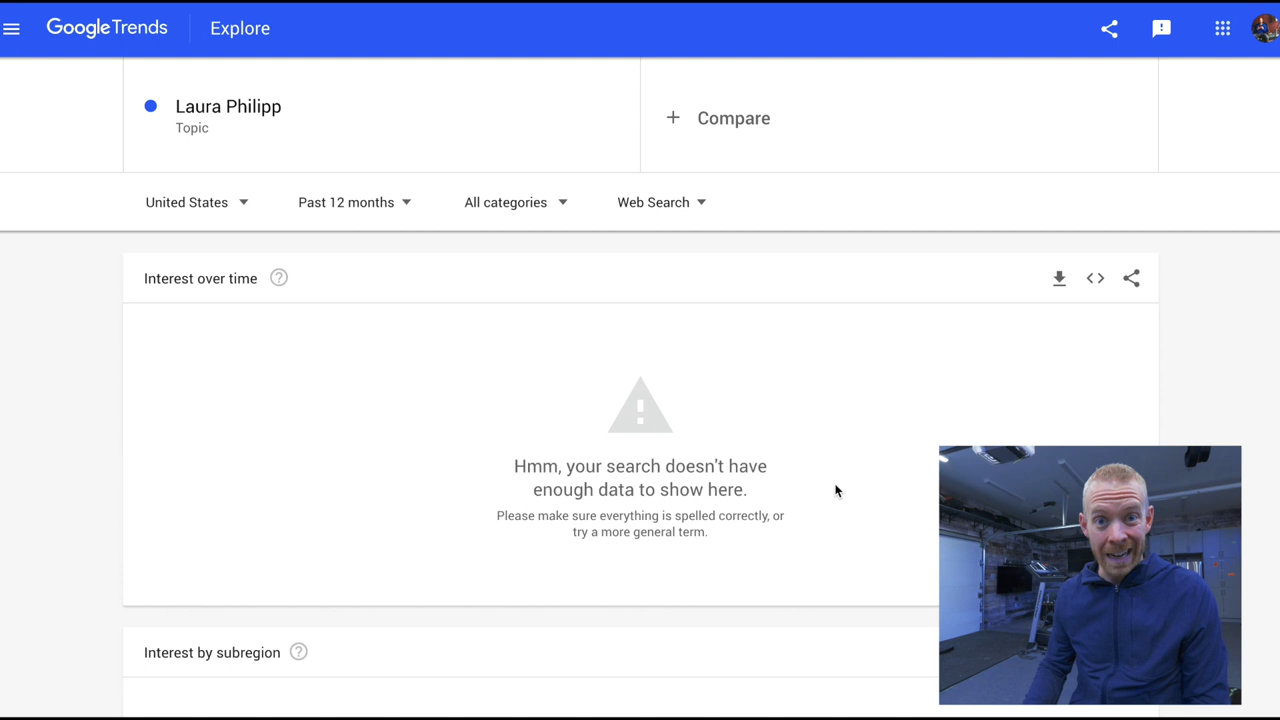 Google Trends Explore
Laura Philipp
Topic
+ Compare
United States Past 12 months All categories Web Search
Interest over time
Hmm, your search doesn't have
enough data to show here.
Please make sure everything is spelled correctly, or
try a more general term.
Interest by subregion